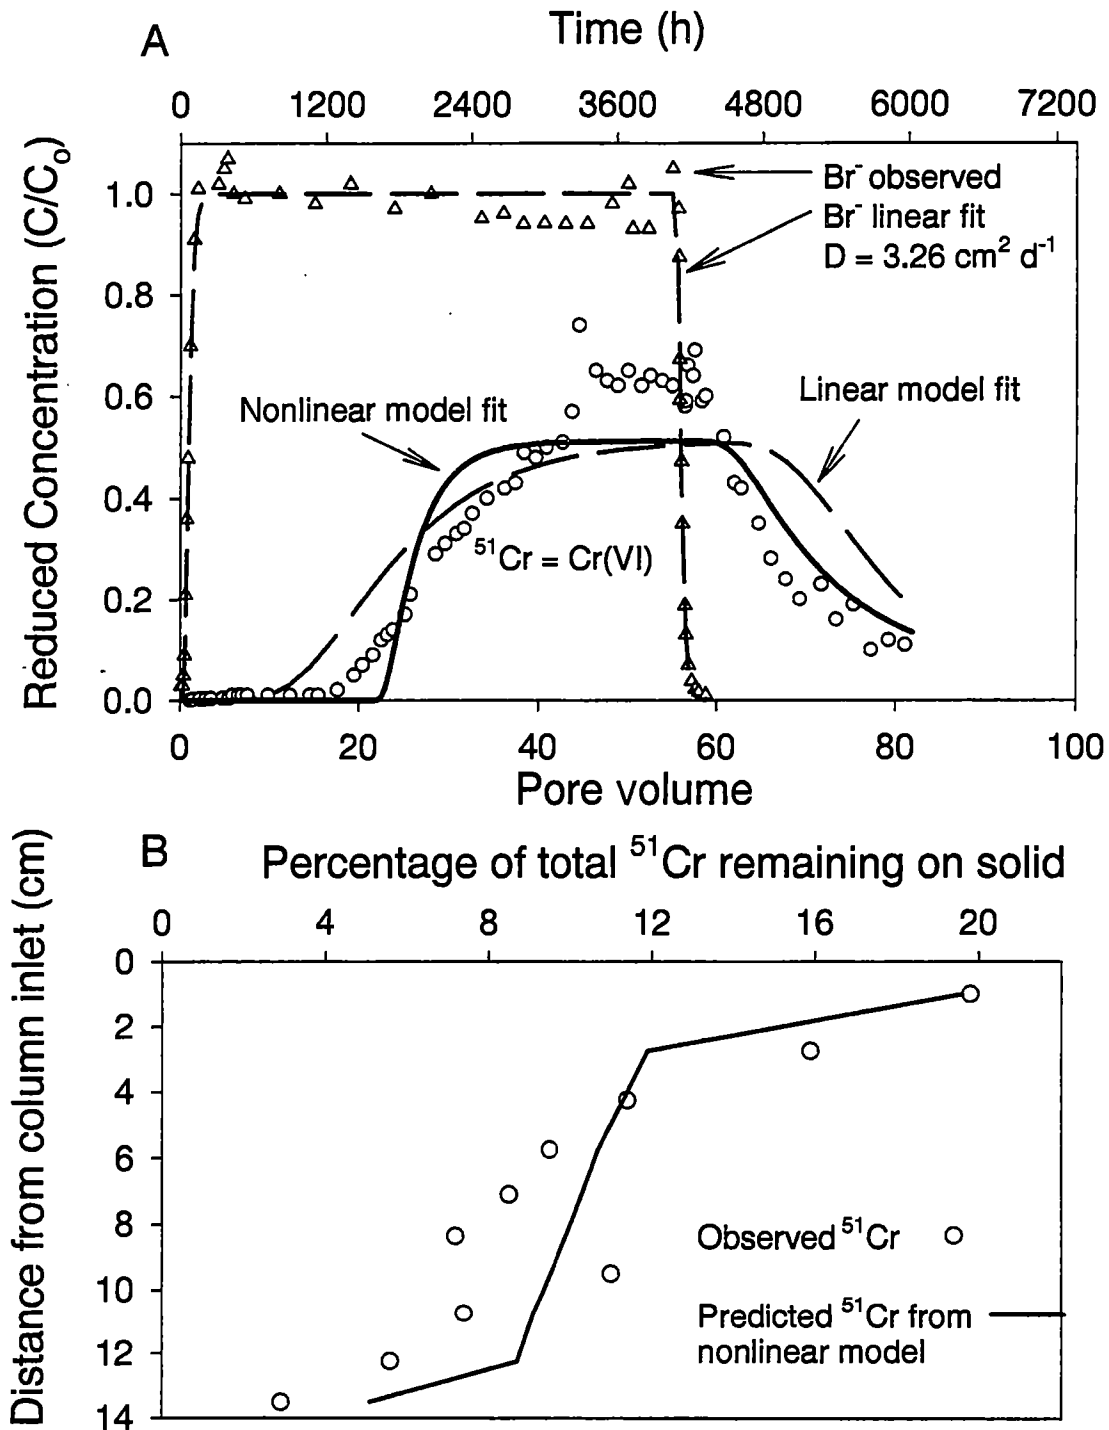 A
Time (h)
0 1200 2400 3600 4800 6000 7200
Reduced Concentration (C/Co)
1.0
0.8
0.6
0.4
0.2
0.0
Br- observed
Br- linear fit
D = 3.26 cm2 d-1
Nonlinear model fit
Linear model fit
51Cr = Cr(VI)
0 20 40 60 80 100
Pore volume
B
Percentage of total 51Cr remaining on solid
0 4 8 12 16 20
Distance from column inlet (cm)
0
2
4
6
8
10
12
14
Observed 51Cr
Predicted 51Cr from
nonlinear model